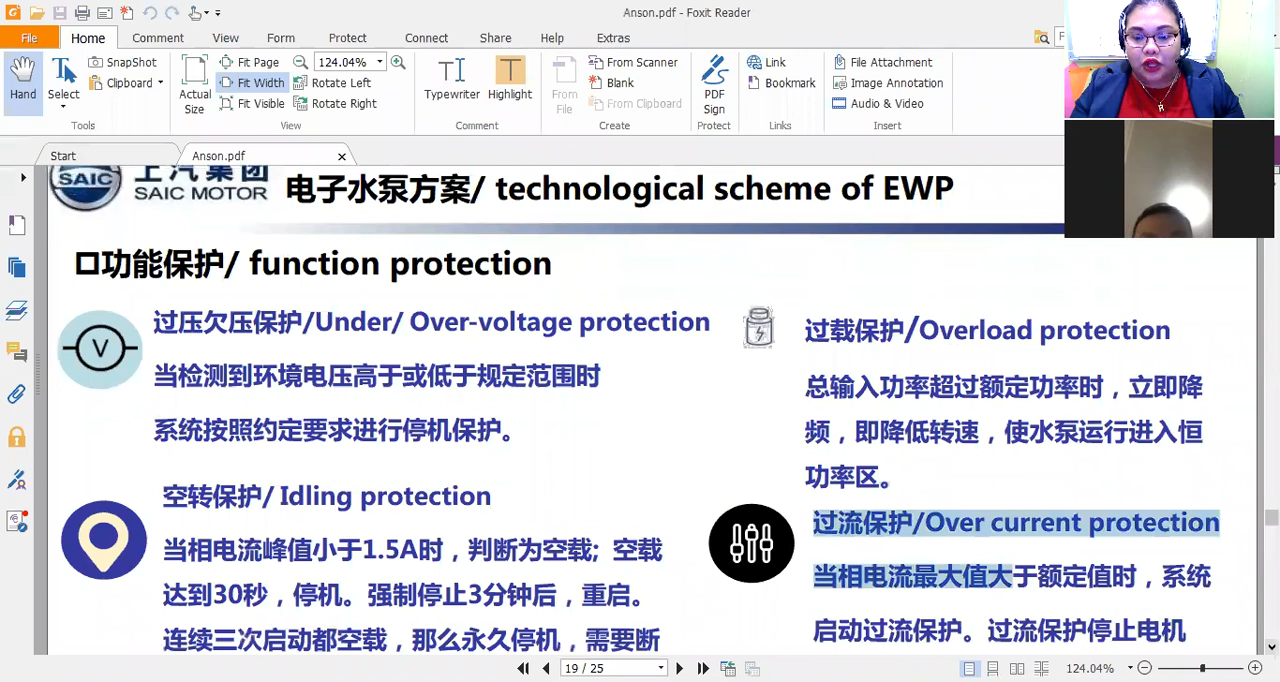 Anson.pdf - Foxit Reader
File Home Comment View Form Protect Connect Share Help Extras
Hand
Select
SnapShot
Clipboard
Actual Size
Fit Page
Fit Width
Fit Visible
124.04%
Rotate Left
Rotate Right
Typewriter
Highlight
From File
From Scanner
Blank
From Clipboard
PDF Sign
Link
Bookmark
File Attachment
Image Annotation
Audio & Video
Tools View Comment Create Protect Links Insert
Start Anson.pdf
SAIC
上汽集团
SAIC MOTOR
电子水泵方案/ technological scheme of EWP
口功能保护/ function protection
V
过压欠压保护/Under/ Over-voltage protection
当检测到环境电压高于或低于规定范围时
系统按照约定要求进行停机保护。
空转保护/ Idling protection
当相电流峰值小于1.5A时，判断为空载; 空载
达到30秒，停机。强制停止3分钟后，重启。
连续三次启动都空载，那么永久停机，需要断
过载保护/Overload protection
总输入功率超过额定功率时，立即降
频，即降低转速，使水泵运行进入恒
功率区。
过流保护/Over current protection
当相电流最大值大于额定值时，系统
启动过流保护。过流保护停止电机
19 / 25
124.04%